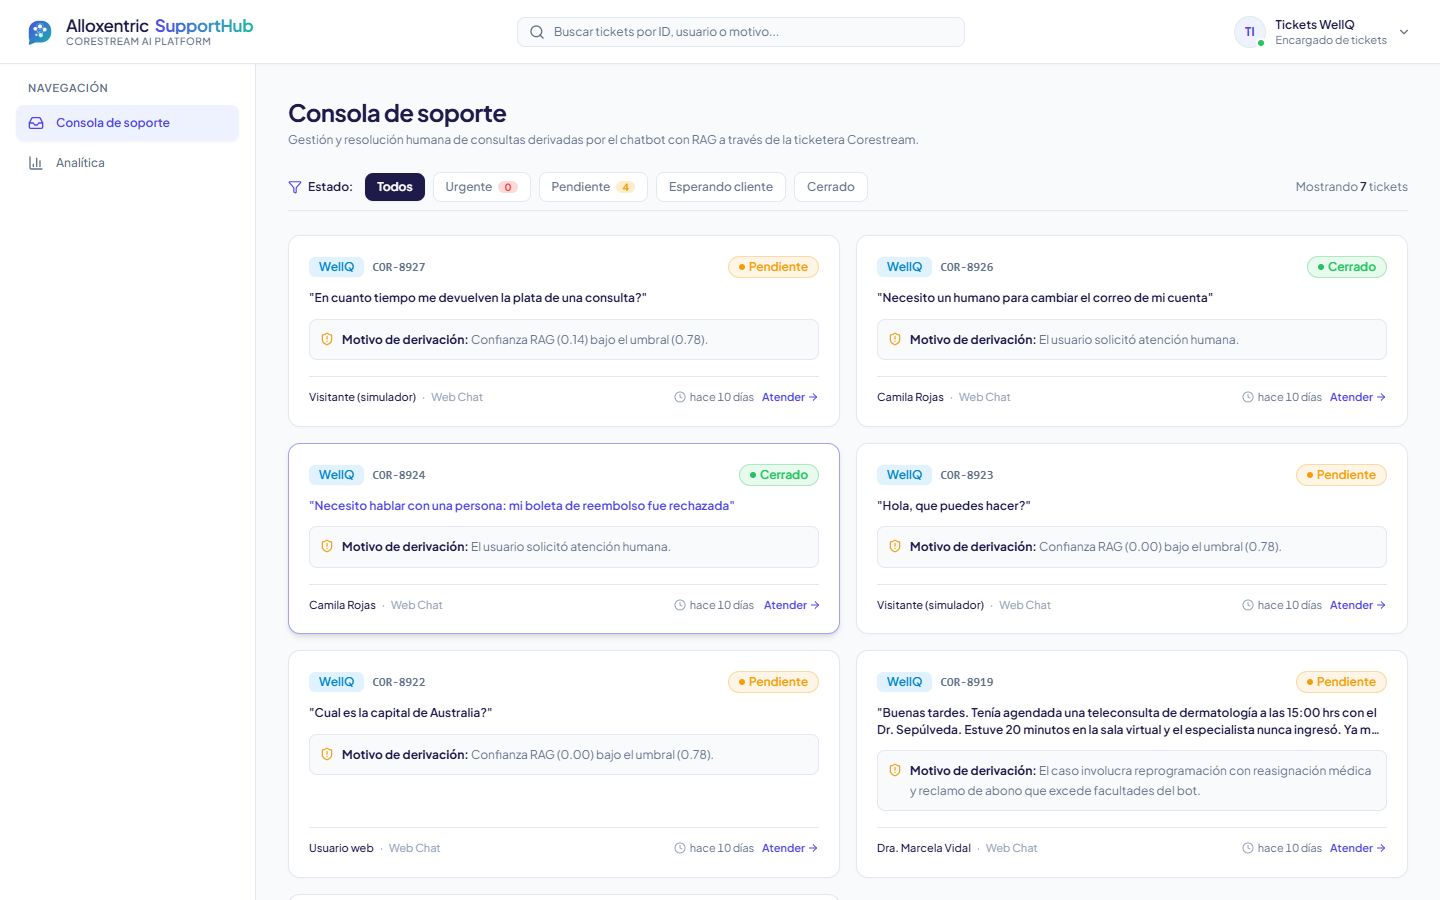 Alloxentric SupportHub
CORESTREAM AI PLATFORM
Buscar tickets por ID, usuario o motivo...
TI
Tickets WellQ
Encargado de tickets
NAVEGACIÓN
Consola de soporte
Analítica
Consola de soporte
Gestión y resolución humana de consultas derivadas por el chatbot con RAG a través de la ticketera Corestream.
Estado: Todos Urgente 0 Pendiente 4 Esperando cliente Cerrado
Mostrando 7 tickets
WellQ COR-8927 Pendiente
"En cuanto tiempo me devuelven la plata de una consulta?"
Motivo de derivación: Confianza RAG (0.14) bajo el umbral (0.78).
Visitante (simulador) · Web Chat hace 10 días Atender →
WellQ COR-8926 Cerrado
"Necesito un humano para cambiar el correo de mi cuenta"
Motivo de derivación: El usuario solicitó atención humana.
Camila Rojas · Web Chat hace 10 días Atender →
WellQ COR-8924 Cerrado
"Necesito hablar con una persona: mi boleta de reembolso fue rechazada"
Motivo de derivación: El usuario solicitó atención humana.
Camila Rojas · Web Chat hace 10 días Atender →
WellQ COR-8923 Pendiente
"Hola, que puedes hacer?"
Motivo de derivación: Confianza RAG (0.00) bajo el umbral (0.78).
Visitante (simulador) · Web Chat hace 10 días Atender →
WellQ COR-8922 Pendiente
"Cual es la capital de Australia?"
Motivo de derivación: Confianza RAG (0.00) bajo el umbral (0.78).
Usuario web · Web Chat hace 10 días Atender →
WellQ COR-8919 Pendiente
"Buenas tardes. Tenía agendada una teleconsulta de dermatología a las 15:00 hrs con el
Dr. Sepúlveda. Estuve 20 minutos en la sala virtual y el especialista nunca ingresó. Ya m...
Motivo de derivación: El caso involucra reprogramación con reasignación médica
y reclamo de abono que excede facultades del bot.
Dra. Marcela Vidal · Web Chat hace 10 días Atender →